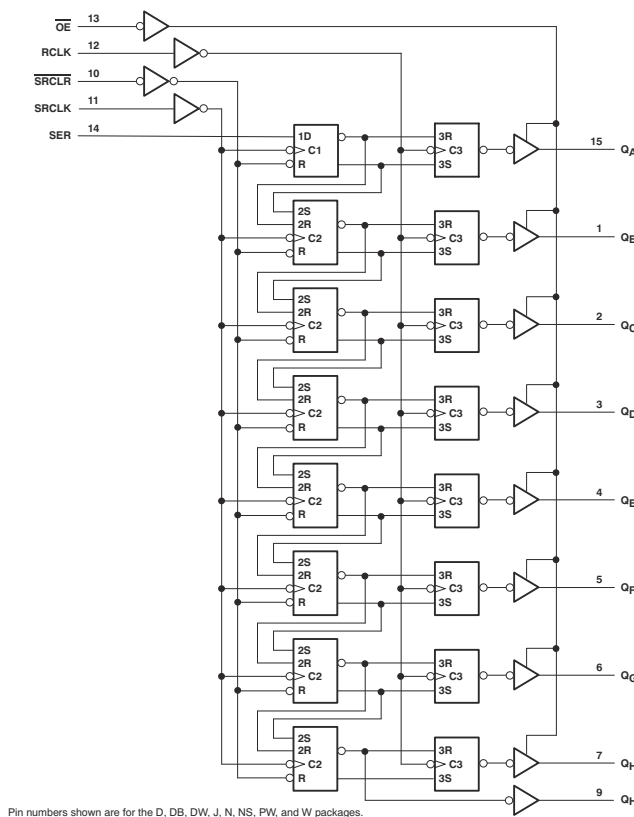 OE 13
RCLK 12
SRCLR 10
SRCLK 11
SER 14
1D 3R 15
C1 C3 QA
R 3S
2S
2R 3R 1
C2 C3 QB
R 3S
2S
2R 3R 2
C2 C3 QC
R 3S
2S
2R 3R 3
C2 C3 QD
R 3S
2S
2R 3R 4
C2 C3 QE
R 3S
2S
2R 3R 5
C2 C3 QF
R 3S
2S
2R 3R 6
C2 C3 QG
R 3S
2S
2R 3R 7
C2 C3 QH
R 3S
9 QH
Pin numbers shown are for the D, DB, DW, J, N, NS, PW, and W packages.